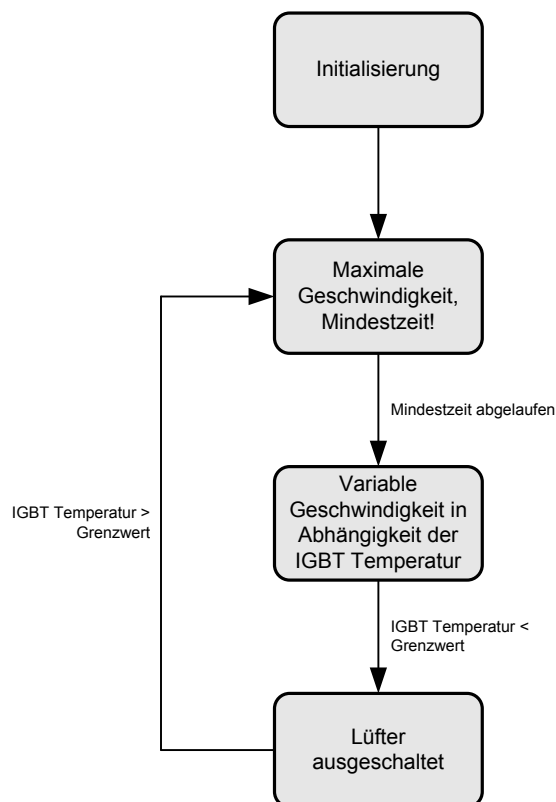 Initialisierung
Maximale
Geschwindigkeit,
Mindestzeit!
Mindestzeit abgelaufen
Variable
Geschwindigkeit in
Abhängigkeit der
IGBT Temperatur
IGBT Temperatur >
Grenzwert
IGBT Temperatur <
Grenzwert
Lüfter
ausgeschaltet